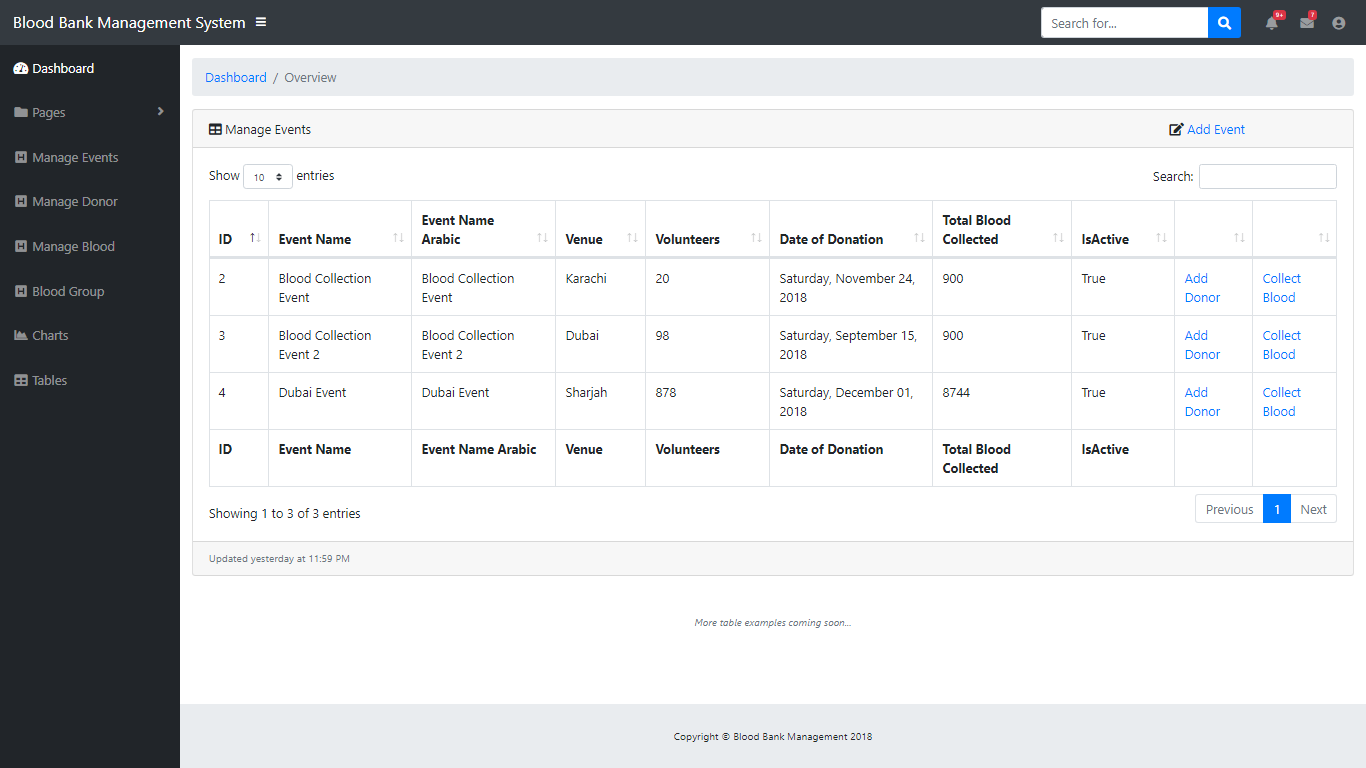 Blood Bank Management System
Search for...
9+
7
Dashboard
Pages
Manage Events
Manage Donor
Manage Blood
Blood Group
Charts
Tables
Dashboard / Overview
Manage Events
Add Event
Show 10 entries
Search:
ID Event Name Event Name Arabic Venue Volunteers Date of Donation Total Blood Collected IsActive
2 Blood Collection Event Blood Collection Event Karachi 20 Saturday, November 24, 2018 900 True Add Donor Collect Blood
3 Blood Collection Event 2 Blood Collection Event 2 Dubai 98 Saturday, September 15, 2018 900 True Add Donor Collect Blood
4 Dubai Event Dubai Event Sharjah 878 Saturday, December 01, 2018 8744 True Add Donor Collect Blood
ID Event Name Event Name Arabic Venue Volunteers Date of Donation Total Blood Collected IsActive
Showing 1 to 3 of 3 entries
Previous 1 Next
Updated yesterday at 11:59 PM
More table examples coming soon...
Copyright © Blood Bank Management 2018